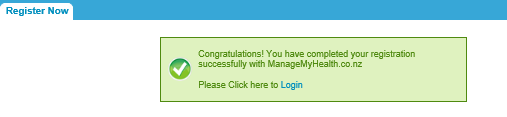 Register Now
Congratulations! You have completed your registration
successfully with ManageMyHealth.co.nz
Please Click here to Login